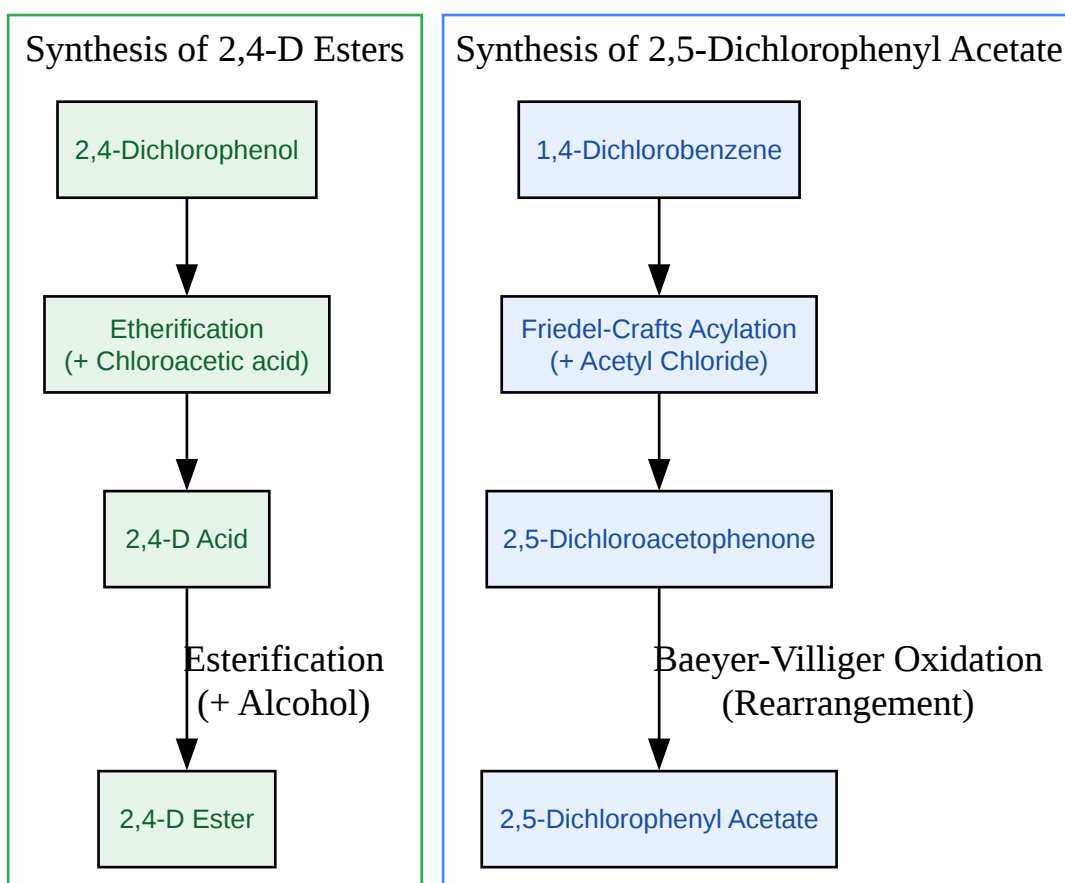 Synthesis of 2,4-D Esters
2,4-Dichlorophenol
Etherification
(+ Chloroacetic acid)
2,4-D Acid
Esterification
(+ Alcohol)
2,4-D Ester
Synthesis of 2,5-Dichlorophenyl Acetate
1,4-Dichlorobenzene
Friedel-Crafts Acylation
(+ Acetyl Chloride)
2,5-Dichloroacetophenone
Baeyer-Villiger Oxidation
(Rearrangement)
2,5-Dichlorophenyl Acetate